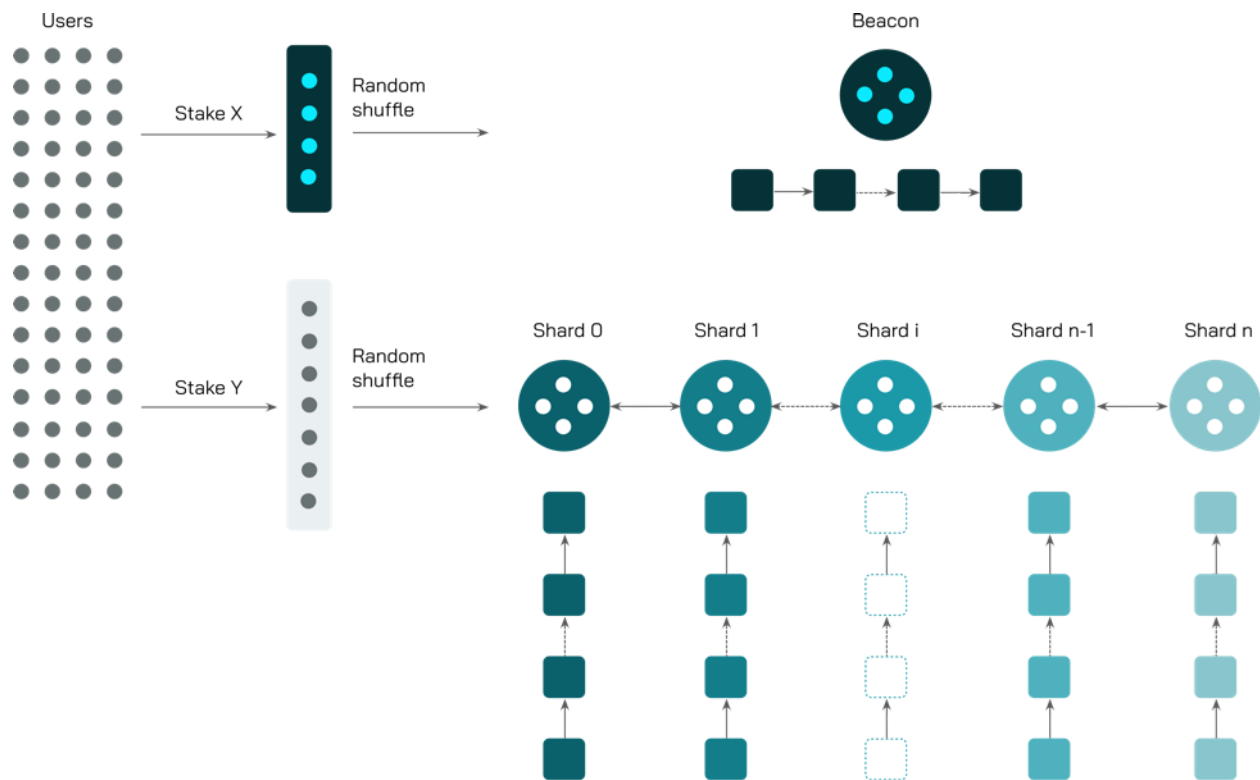 Users
Beacon
Stake X
Random
shuffle
Stake Y
Random
shuffle
Shard 0
Shard 1
Shard i
Shard n-1
Shard n